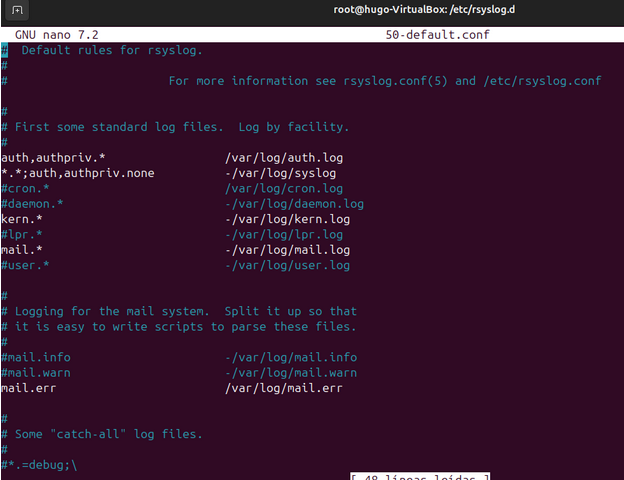 root@hugo-VirtualBox: /etc/rsyslog.d
GNU nano 7.2 50-default.conf
#  Default rules for rsyslog.
#
#                       For more information see rsyslog.conf(5) and /etc/rsyslog.conf
#
# First some standard log files.  Log by facility.
#
auth,authpriv.*                 /var/log/auth.log
*.*;auth,authpriv.none          -/var/log/syslog
#cron.*                         /var/log/cron.log
#daemon.*                       -/var/log/daemon.log
kern.*                          -/var/log/kern.log
#lpr.*                          -/var/log/lpr.log
mail.*                          -/var/log/mail.log
#user.*                         -/var/log/user.log
#
# Logging for the mail system.  Split it up so that
# it is easy to write scripts to parse these files.
#
#mail.info                      -/var/log/mail.info
#mail.warn                      -/var/log/mail.warn
mail.err                        /var/log/mail.err
#
# Some "catch-all" log files.
#
#*.=debug;\
[ 48 líneas leídas ]